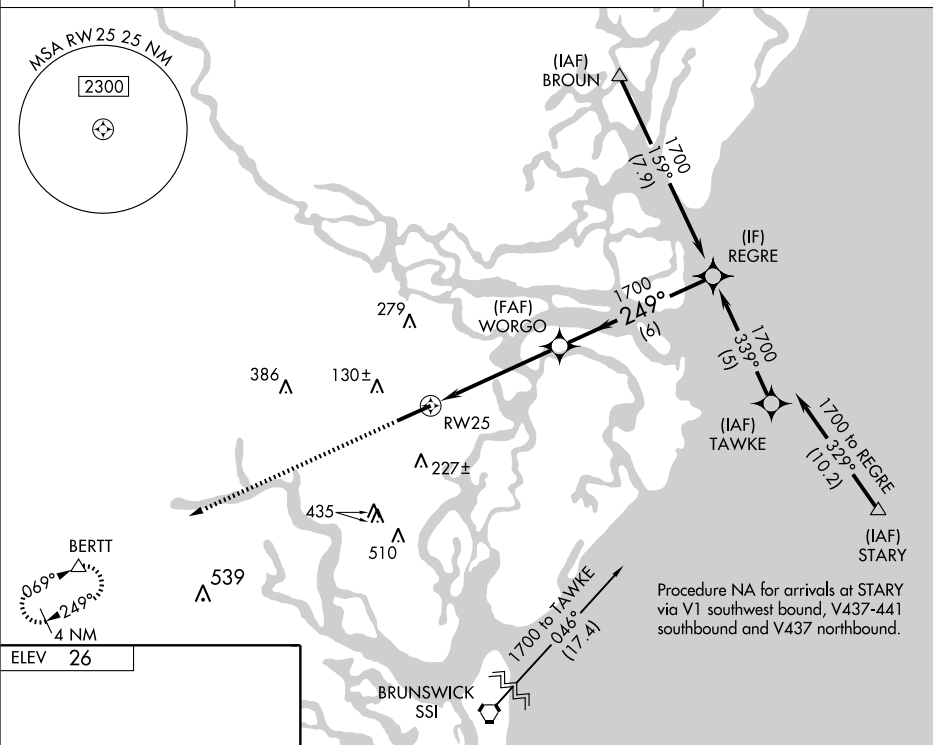 MSA RW25 25 NM
2300
(IAF)
BROUN
1700
159°
(7.9)
(IF)
REGRE
1700
249°
(6)
(FAF)
WORGO
279
386
130±
RW25
1700
339°
(5)
(IAF)
TAWKE
1700 to REGRE
329°
(10.2)
(IAF)
STARY
227±
435
510
539
BERTT
069°
249°
4 NM
1700 to TAWKE
046°
(17.4)
Procedure NA for arrivals at STARY
via V1 southwest bound, V437-441
southbound and V437 northbound.
ELEV 26
BRUNSWICK
SSI